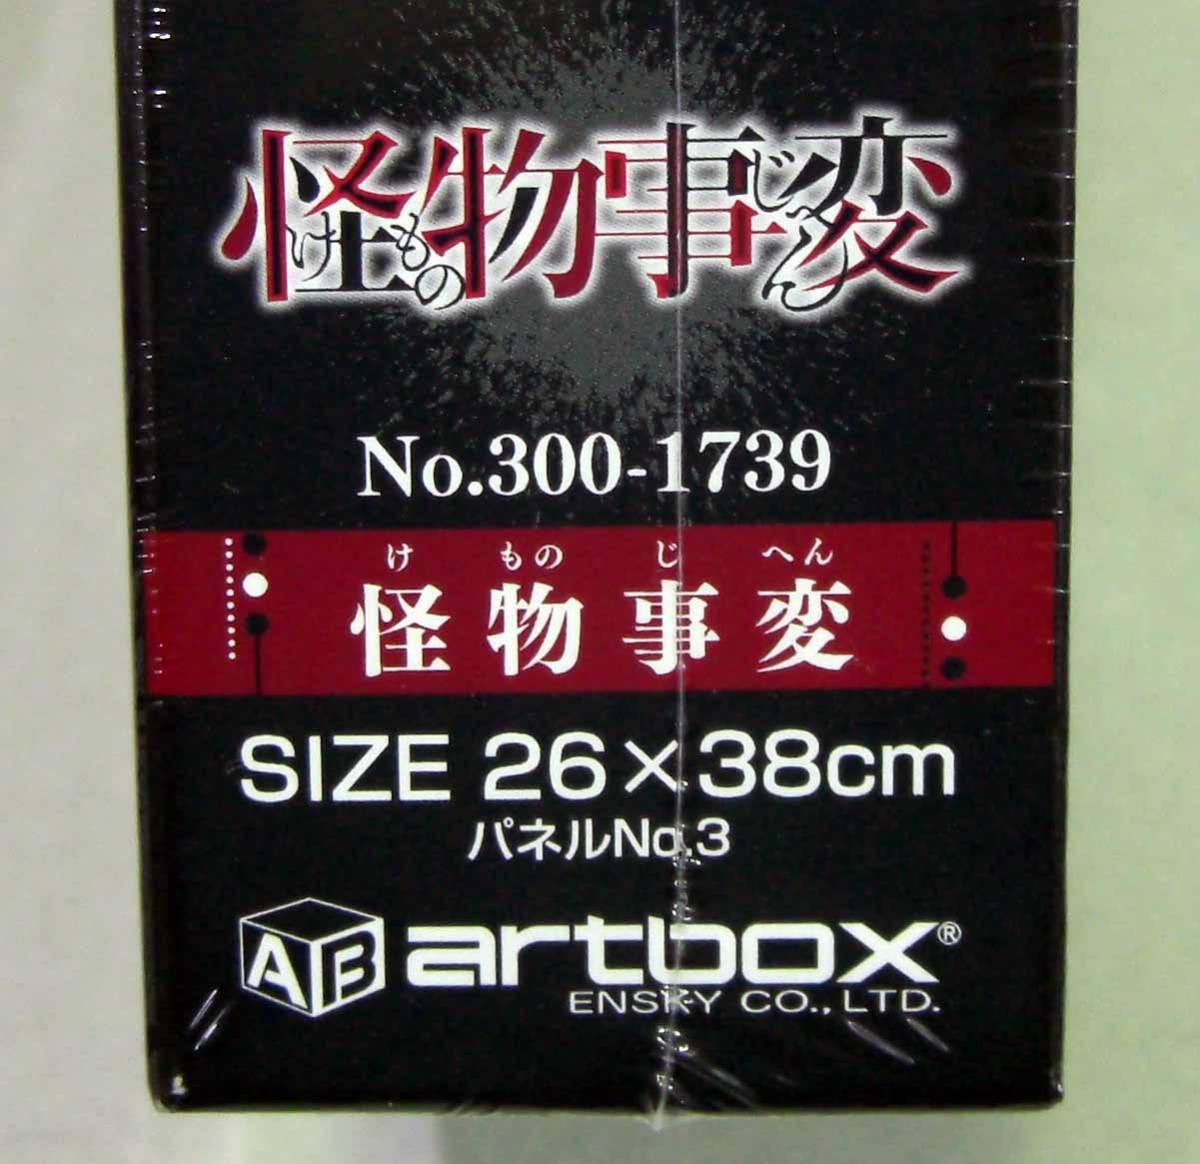 怪物事変
けものじへん
No.300-1739
け もの じ へん
怪物事変
SIZE 26×38cm
パネルNo.3
AB artbox®
ENSKY CO., LTD.